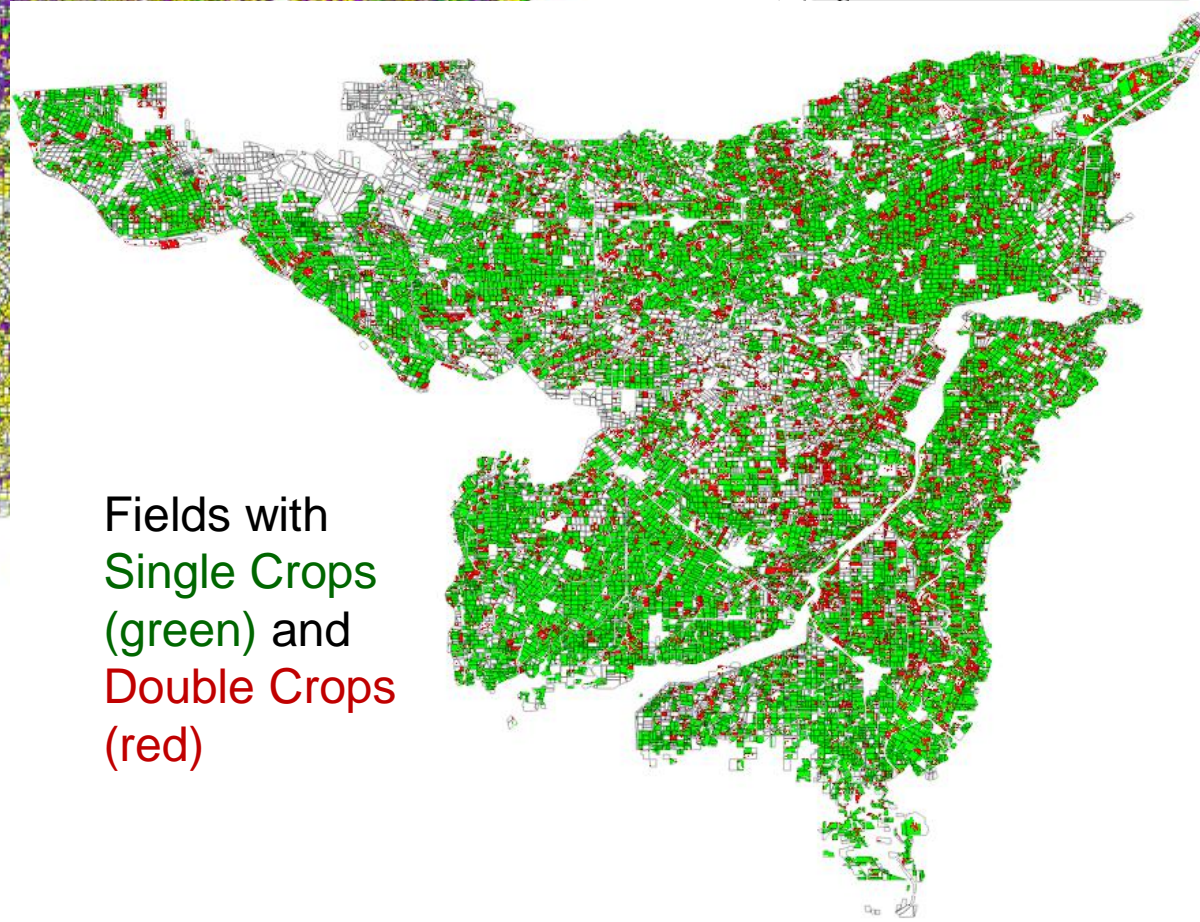 Fields with
Single Crops
(green) and
Double Crops
(red)